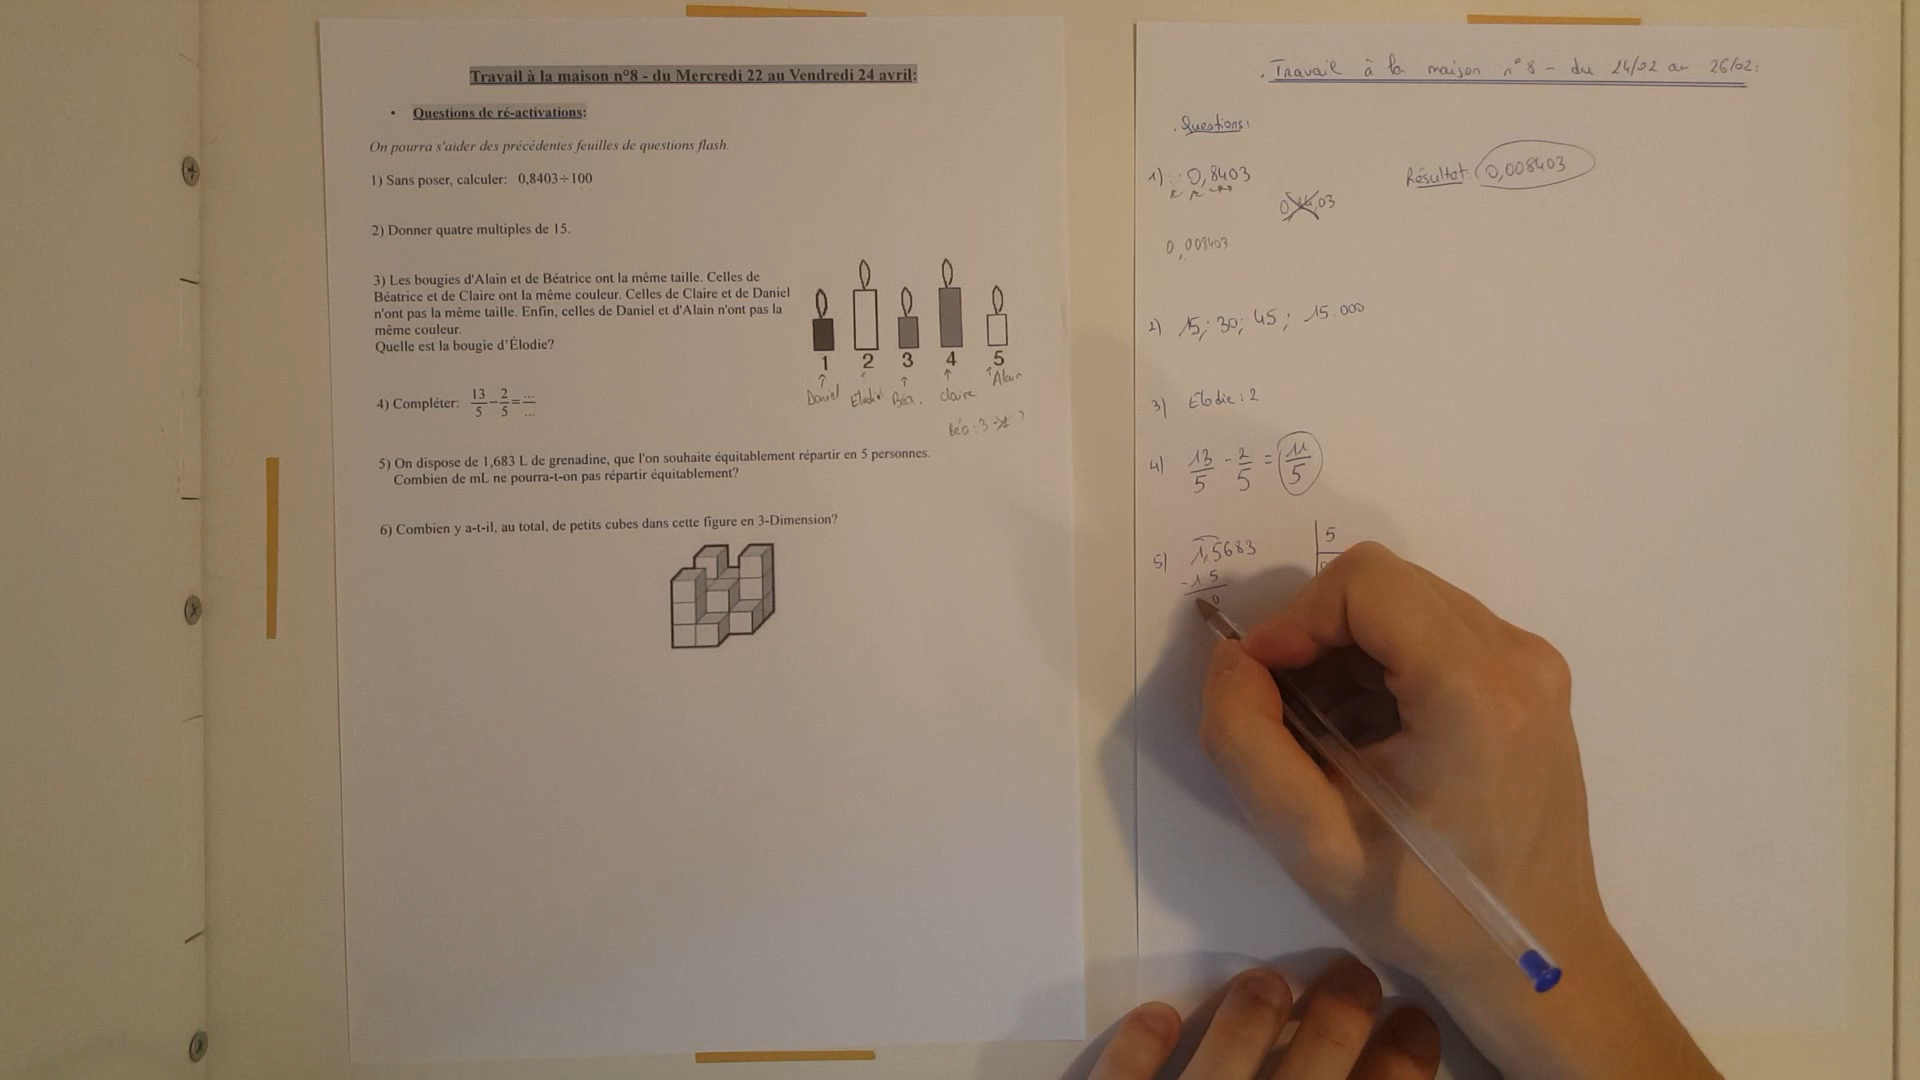 Travail à la maison n°8 - du Mercredi 22 au Vendredi 24 avril:
• Questions de ré-activations:
On pourra s'aider des précédentes feuilles de questions flash.
1) Sans poser, calculer: 0,8403÷100
2) Donner quatre multiples de 15.
3) Les bougies d'Alain et de Béatrice ont la même taille. Celles de
Béatrice et de Claire ont la même couleur. Celles de Claire et de Daniel
n'ont pas la même taille. Enfin, celles de Daniel et d'Alain n'ont pas la
même couleur.
Quelle est la bougie d'Élodie?
1 2 3 4 5
Daniel Elodie Béa. Claire Alain
Béa: 3
4) Compléter: 13/5 - 2/5 = .../...
5) On dispose de 1,683 L de grenadine, que l'on souhaite équitablement répartir en 5 personnes.
Combien de mL ne pourra-t-on pas répartir équitablement?
6) Combien y a-t-il, au total, de petits cubes dans cette figure en 3-Dimension?
Travail à la maison n°8 - du 24/02 au 26/02:
. Questions:
1) 0,8403
Résultat: 0,008403
0,008403
2) 15; 30; 45; 15.000
3) Elodie: 2
4) 13/5 - 2/5 = 11/5
5) 1,5683 5
-15
0